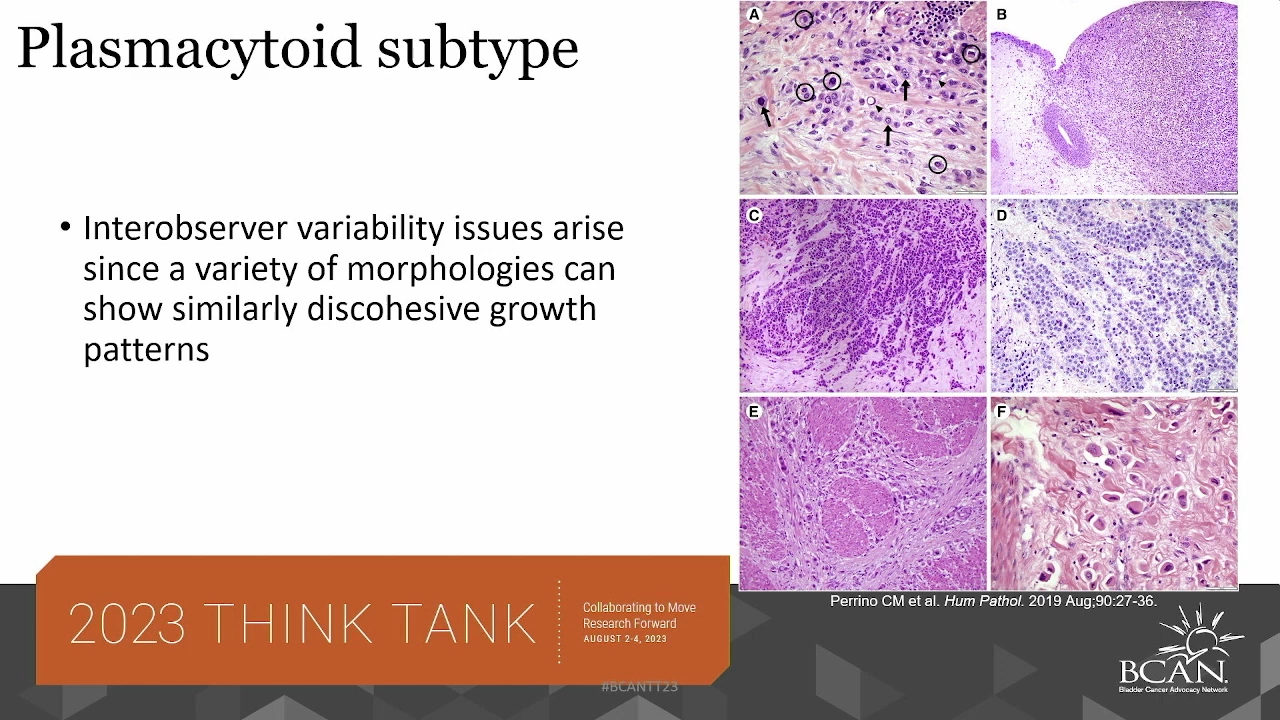 Plasmacytoid subtype
• Interobserver variability issues arise
since a variety of morphologies can
show similarly discohesive growth
patterns
A
B
C
D
E
F
Perrino CM et al. Hum Pathol. 2019 Aug;90:27-36.
2023 THINK TANK
Collaborating to Move
Research Forward
AUGUST 2-4, 2023
#BCANTT23
BCAN.
Bladder Cancer Advocacy Network